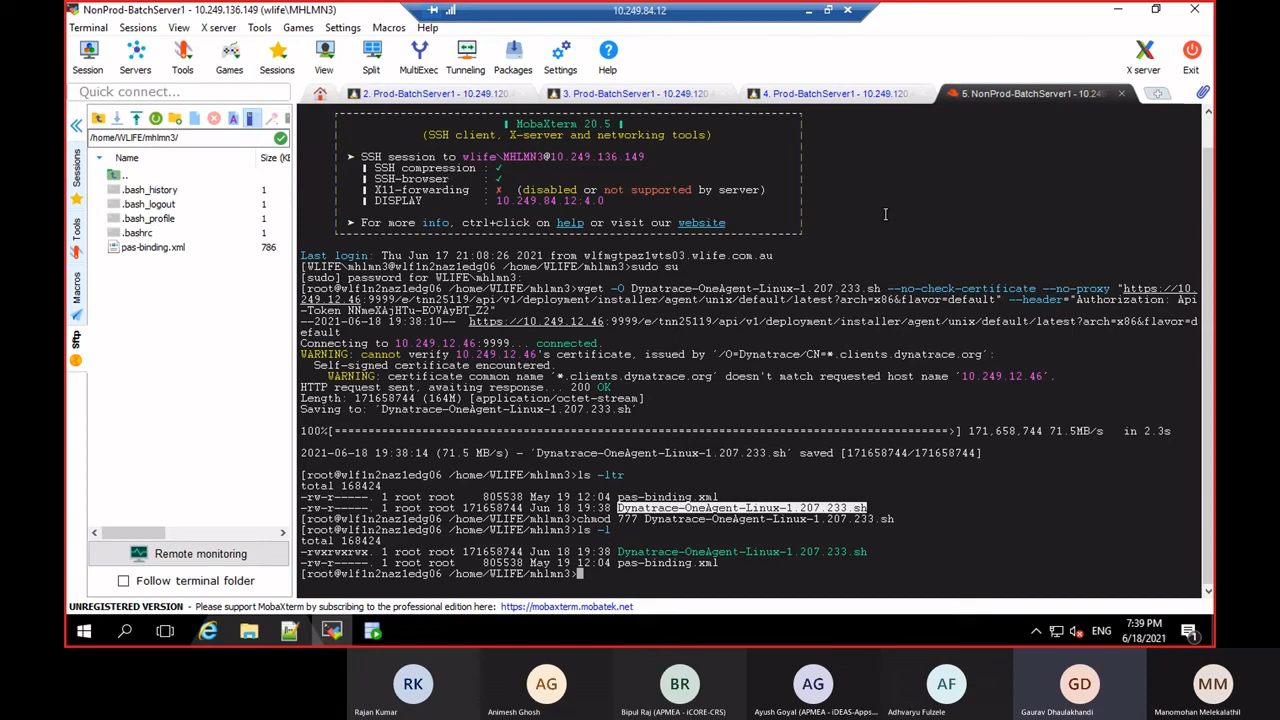 NonProd-BatchServer1 - 10.249.136.149 (wlife\MHLMN3)
10.249.84.12
Terminal Sessions View X server Tools Games Settings Macros Help
Session Servers Tools Games Sessions View Split MultiExec Tunneling Packages Settings Help X server Exit
Quick connect...
2. Prod-BatchServer1 - 10.249.120.
3. Prod-BatchServer1 - 10.249.120.
4. Prod-BatchServer1 - 10.249.120.
5. NonProd-BatchServer1 - 10.249
/home/WLIFE/mhlmn3/
Name Size (KB
..
.bash_history 1
.bash_logout 1
.bash_profile 1
.bashrc 1
pas-binding.xml 786
Sessions
Tools
Macros
Sftp
Remote monitoring
Follow terminal folder
MobaXterm 20.5
(SSH client, X-server and networking tools)
SSH session to wlife\MHLMN3@10.249.136.149
SSH compression : ✓
SSH-browser : ✓
X11-forwarding : ✗ (disabled or not supported by server)
DISPLAY : 10.249.84.12:4.0
For more info, ctrl+click on help or visit our website
Last login: Thu Jun 17 21:08:26 2021 from wlfmgtpaz1wts03.wlife.com.au
[WLIFE\mhlmn3@wlf1n2naz1edg06 /home/WLIFE/mhlmn3>sudo su
[sudo] password for WLIFE\mhlmn3:
[root@wlf1n2naz1edg06 /home/WLIFE/mhlmn3>wget -O Dynatrace-OneAgent-Linux-1.207.233.sh --no-check-certificate --no-proxy "https://10.
249.12.46:9999/e/tnn25119/api/v1/deployment/installer/agent/unix/default/latest?arch=x86&flavor=default" --header="Authorization: Api
-Token NNmeXAjHTu-EOVAyBT_Z2"
--2021-06-18 19:38:10-- https://10.249.12.46:9999/e/tnn25119/api/v1/deployment/installer/agent/unix/default/latest?arch=x86&flavor=d
efault
Connecting to 10.249.12.46:9999... connected.
WARNING: cannot verify 10.249.12.46's certificate, issued by ‘/O=Dynatrace/CN=*.clients.dynatrace.org’:
Self-signed certificate encountered.
WARNING: certificate common name ‘*.clients.dynatrace.org’ doesn't match requested host name ‘10.249.12.46’.
HTTP request sent, awaiting response... 200 OK
Length: 171658744 (164M) [application/octet-stream]
Saving to: ‘Dynatrace-OneAgent-Linux-1.207.233.sh’
100%[======================================================================================>] 171,658,744 71.5MB/s in 2.3s
2021-06-18 19:38:14 (71.5 MB/s) - ‘Dynatrace-OneAgent-Linux-1.207.233.sh’ saved [171658744/171658744]
[root@wlf1n2naz1edg06 /home/WLIFE/mhlmn3>ls -ltr
total 168424
-rw-r-----. 1 root root 805538 May 19 12:04 pas-binding.xml
-rw-r-----. 1 root root 171658744 Jun 18 19:38 Dynatrace-OneAgent-Linux-1.207.233.sh
[root@wlf1n2naz1edg06 /home/WLIFE/mhlmn3>chmod 777 Dynatrace-OneAgent-Linux-1.207.233.sh
[root@wlf1n2naz1edg06 /home/WLIFE/mhlmn3>ls -l
total 168424
-rwxrwxrwx. 1 root root 171658744 Jun 18 19:38 Dynatrace-OneAgent-Linux-1.207.233.sh
-rw-r-----. 1 root root 805538 May 19 12:04 pas-binding.xml
[root@wlf1n2naz1edg06 /home/WLIFE/mhlmn3>
UNREGISTERED VERSION - Please support MobaXterm by subscribing to the professional edition here: https://mobaxterm.mobatek.net
ENG
7:39 PM
6/18/2021
1
RK AG BR AG AF GD MM
Rajan Kumar
Animesh Ghosh
Bipul Raj (APMEA - iCORE-CRS)
Ayush Goyal (APMEA - iDEAS-Apps...
Adhvaryu Fulzele
Gaurav Dhaulakhandi
Manomohan Melekalathil